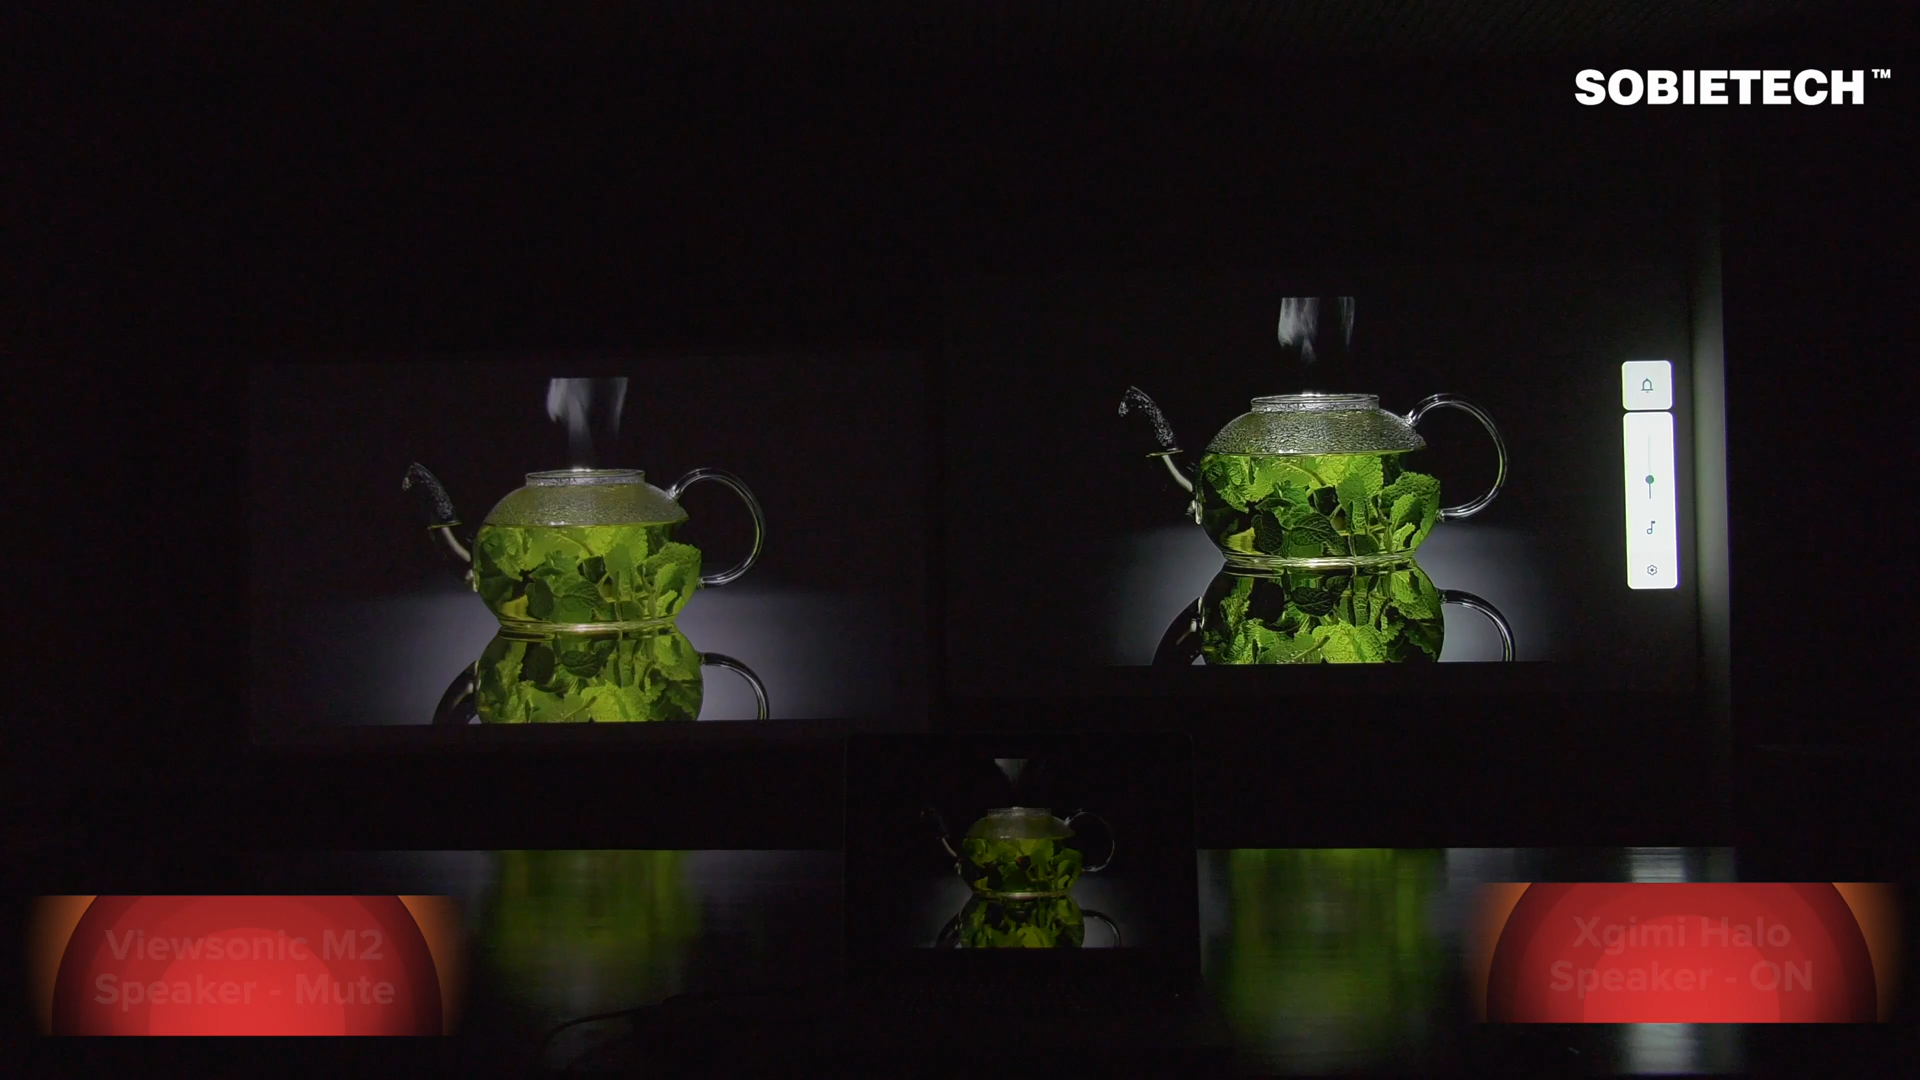 SOBIETECH™
Viewsonic M2
Speaker - Mute
Xgimi Halo
Speaker - ON